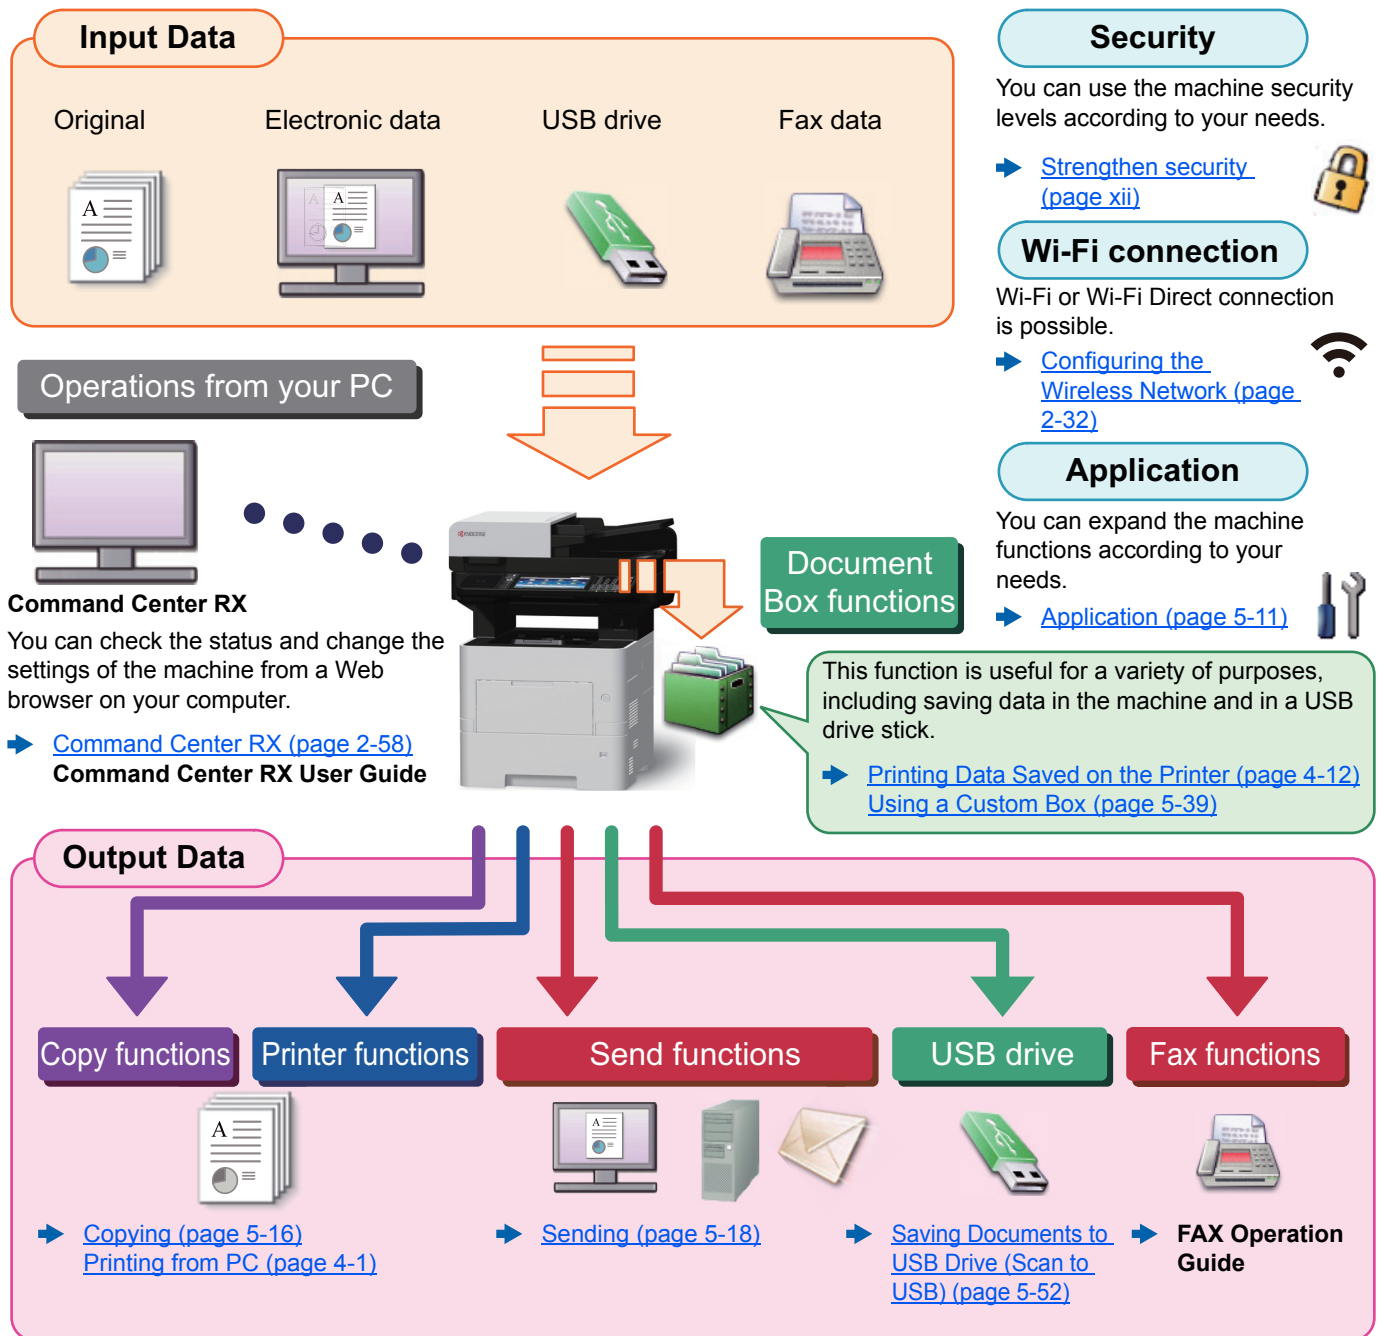 Input Data
Original
Electronic data
USB drive
Fax data
Security
You can use the machine security
levels according to your needs.
Strengthen security
(page xii)
Wi-Fi connection
Wi-Fi or Wi-Fi Direct connection
is possible.
Configuring the
Wireless Network (page
2-32)
Application
You can expand the machine
functions according to your
needs.
Application (page 5-11)
Operations from your PC
Command Center RX
You can check the status and change the
settings of the machine from a Web
browser on your computer.
Command Center RX (page 2-58)
Command Center RX User Guide
KYOCERA
Document
Box functions
This function is useful for a variety of purposes,
including saving data in the machine and in a USB
drive stick.
Printing Data Saved on the Printer (page 4-12)
Using a Custom Box (page 5-39)
Output Data
Copy functions
Printer functions
Send functions
USB drive
Fax functions
Copying (page 5-16)
Printing from PC (page 4-1)
Sending (page 5-18)
Saving Documents to
USB Drive (Scan to
USB) (page 5-52)
FAX Operation
Guide